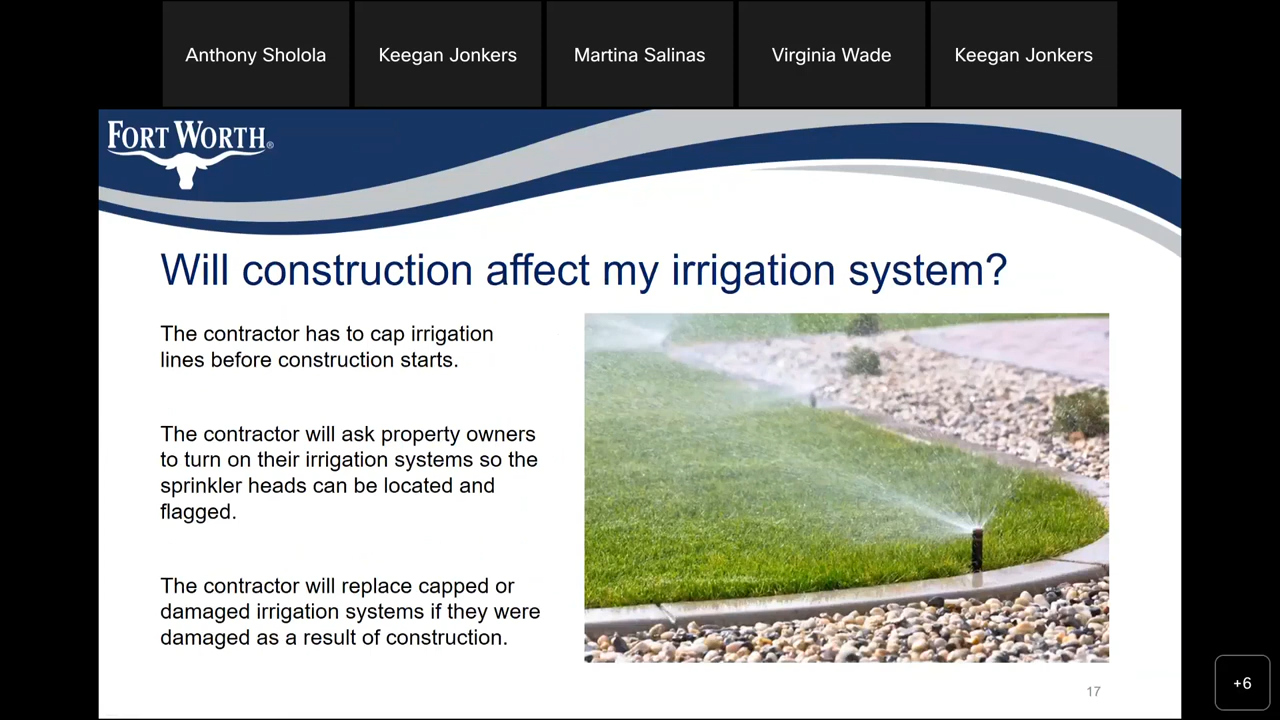 Anthony Sholola
Keegan Jonkers
Martina Salinas
Virginia Wade
Keegan Jonkers
FORT WORTH®
Will construction affect my irrigation system?
The contractor has to cap irrigation
lines before construction starts.
The contractor will ask property owners
to turn on their irrigation systems so the
sprinkler heads can be located and
flagged.
The contractor will replace capped or
damaged irrigation systems if they were
damaged as a result of construction.
17
+6